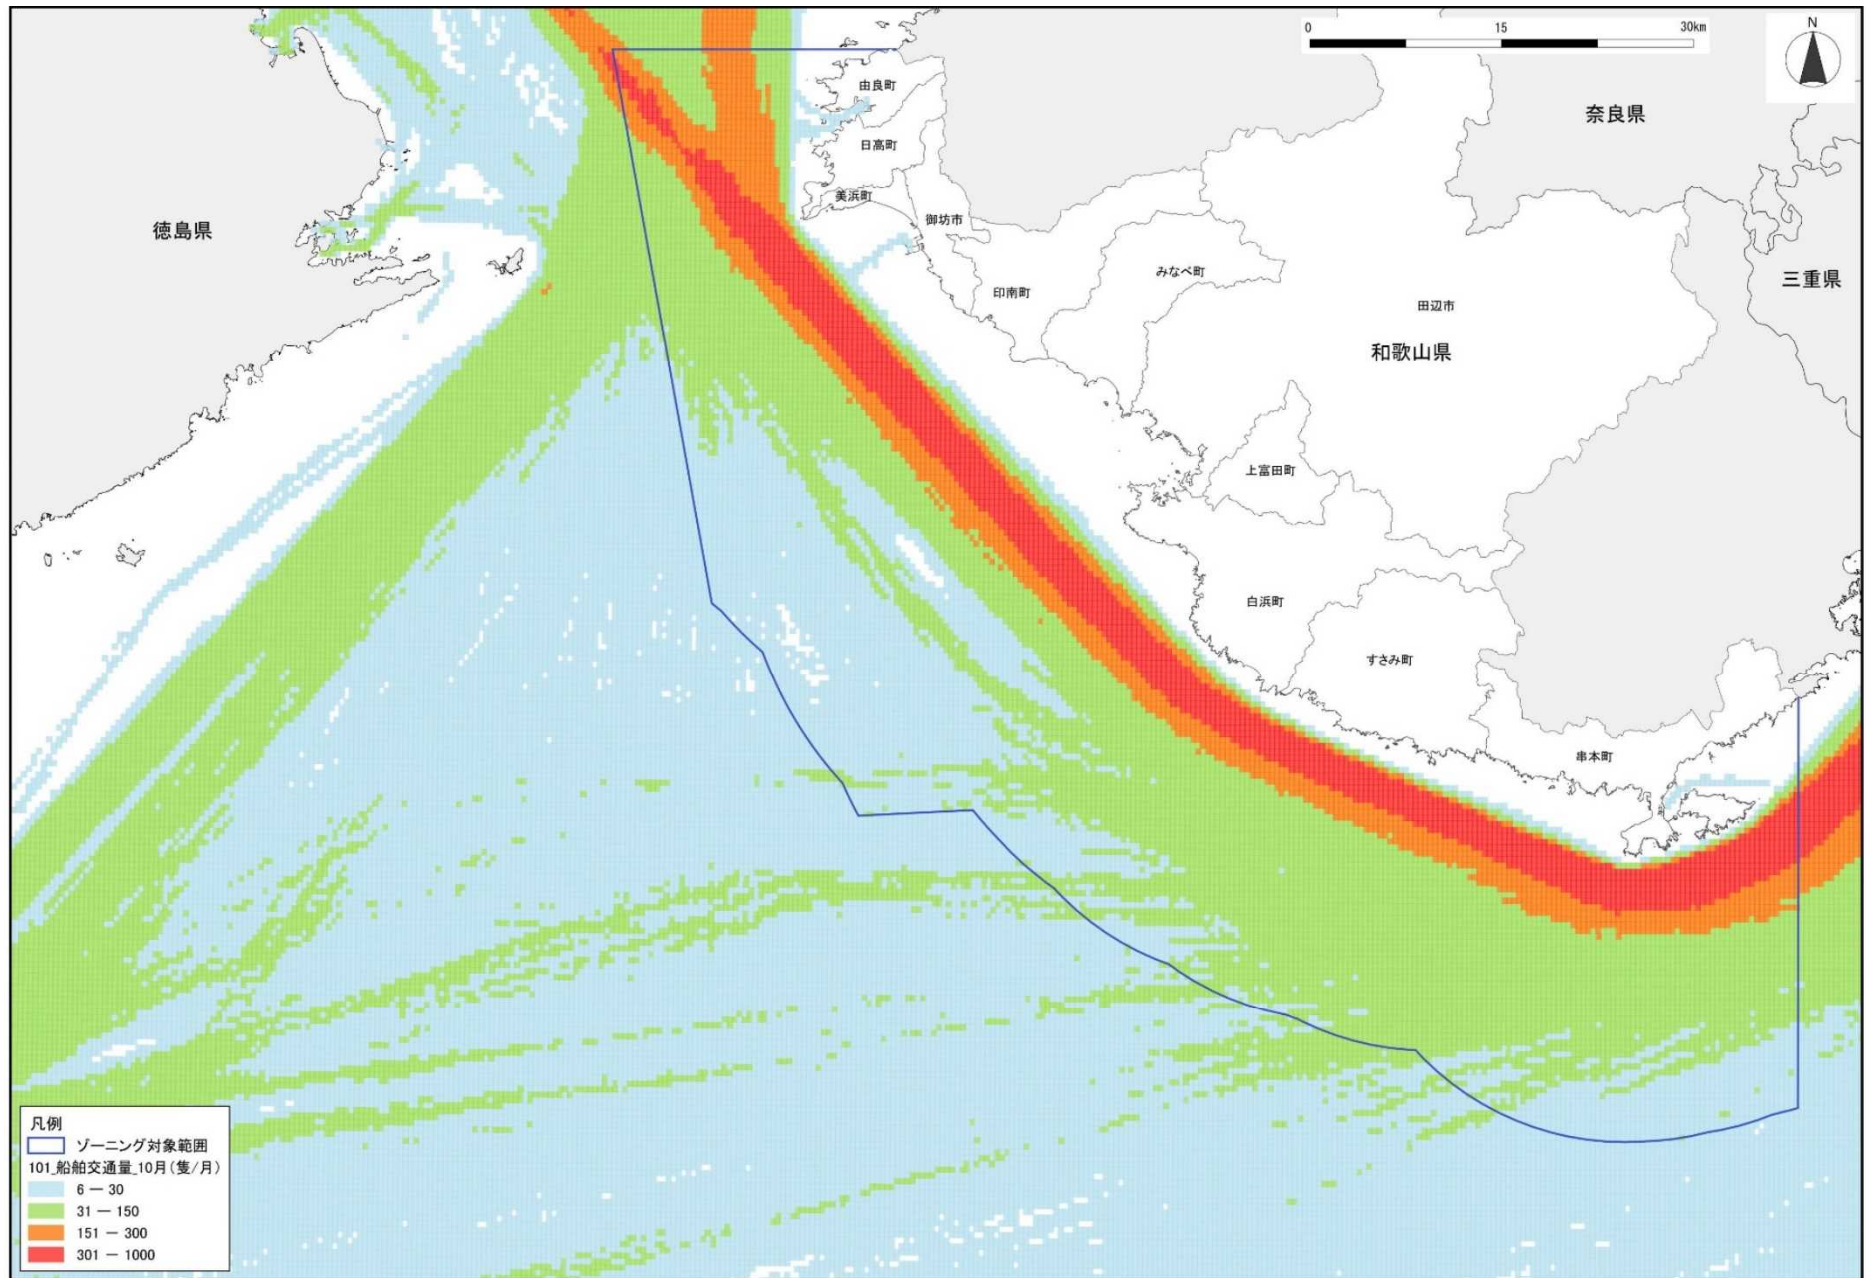 0 15 30km
N
由良町
奈良県
日高町
美浜町
御坊市
徳島県
みなべ町
三重県
印南町
田辺市
和歌山県
上富田町
白浜町
すさみ町
串本町
凡例
ゾーニング対象範囲
101_船舶交通量_10月(隻/月)
6 － 30
31 － 150
151 － 300
301 － 1000